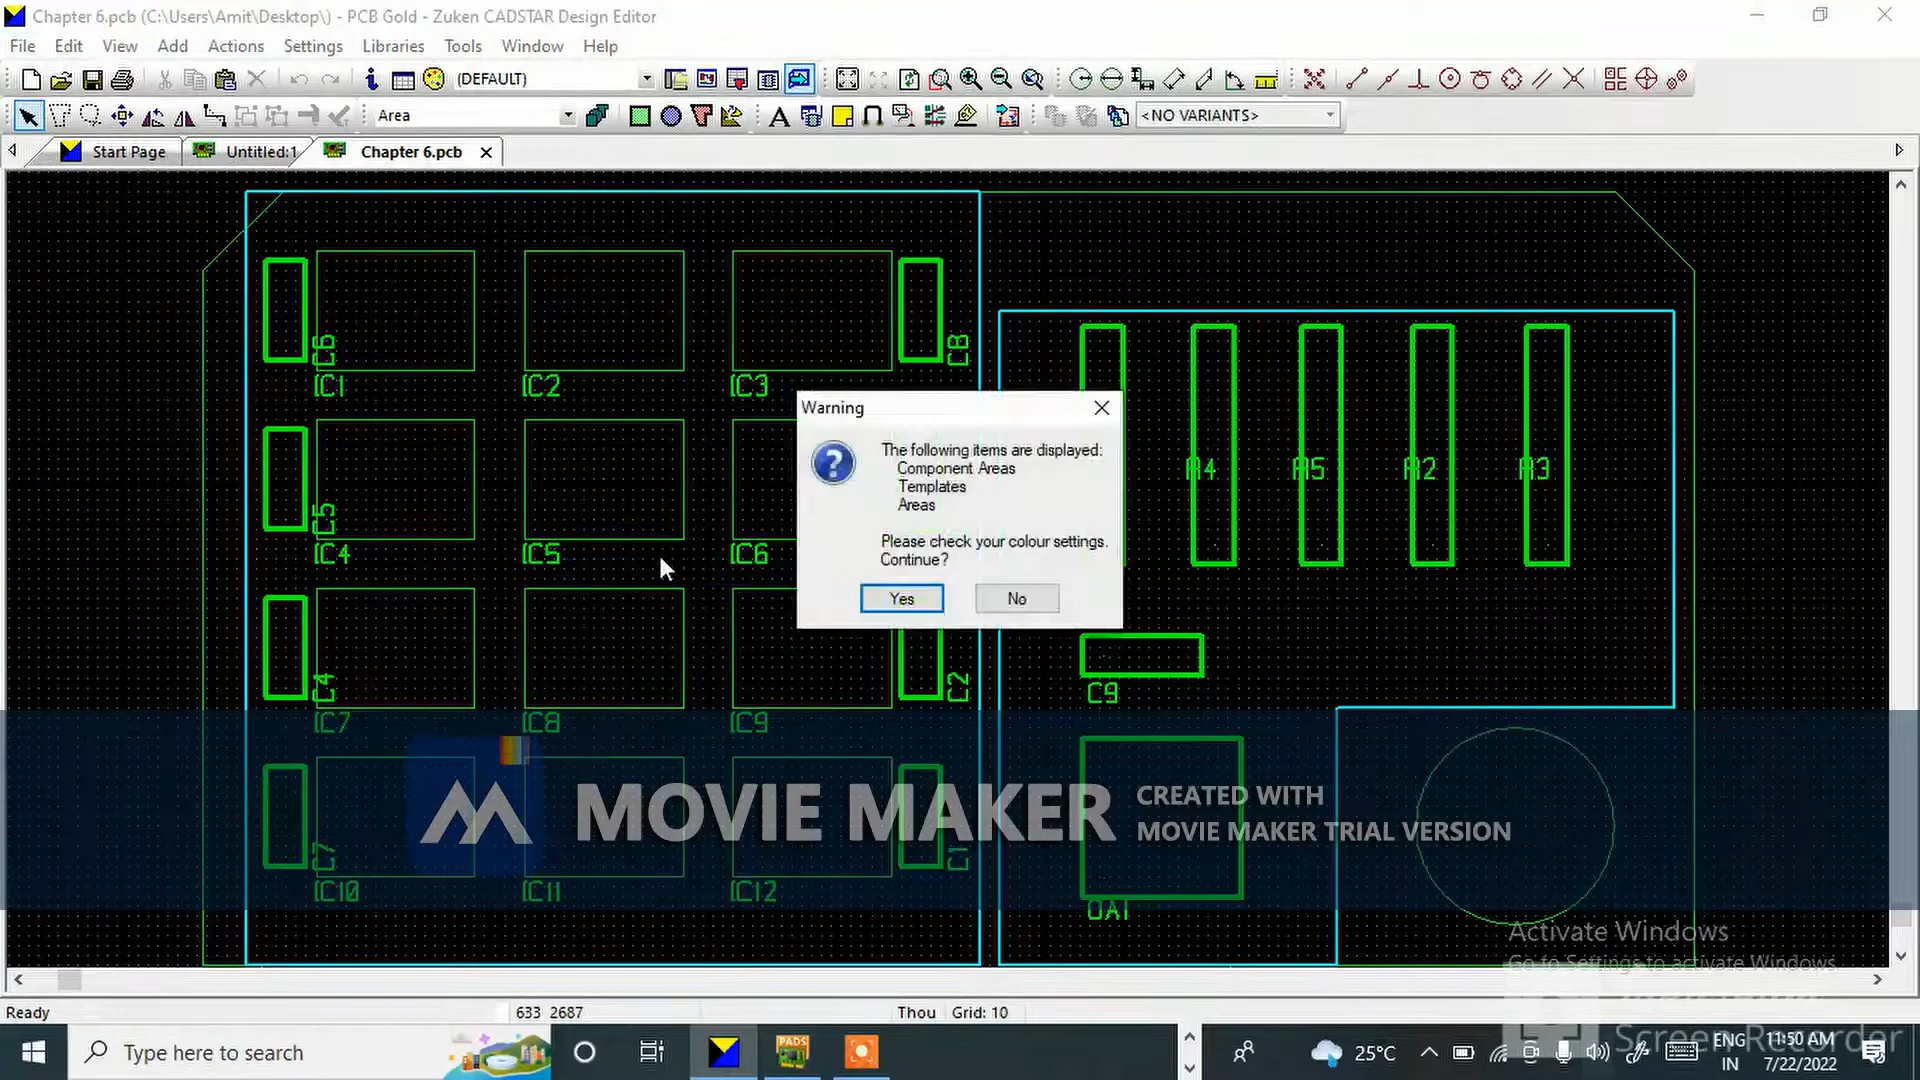 Chapter 6.pcb (C:\Users\Amit\Desktop\) - PCB Gold - Zuken CADSTAR Design Editor
File Edit View Add Actions Settings Libraries Tools Window Help
(DEFAULT)
Area
<NO VARIANTS>
Start Page Untitled:1 Chapter 6.pcb
C6 C8
IC1 IC2 IC3
Warning
The following items are displayed:
Component Areas
Templates
Areas
Please check your colour settings.
Continue?
Yes No
R4 R5 R2 R3
C5
IC4 IC5 IC6
C4 C2 C9
IC7 IC8 IC9
MOVIE MAKER
CREATED WITH
MOVIE MAKER TRIAL VERSION
C7 C1
IC10 IC11 IC12 OA1
Activate Windows
Go to Settings to activate Windows.
Ready 633 2687 Thou Grid: 10
Type here to search
PADS
25°C
ENG
IN
11:50 AM
7/22/2022
Screen Recorder